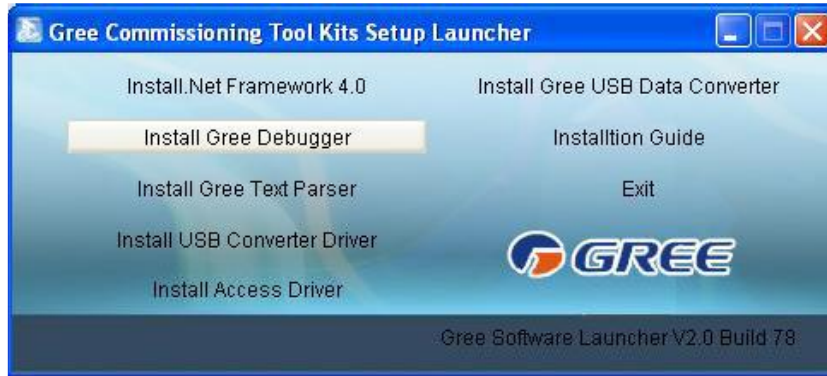 Gree Commissioning Tool Kits Setup Launcher
Install.Net Framework 4.0
Install Gree USB Data Converter
Install Gree Debugger
Installtion Guide
Install Gree Text Parser
Exit
Install USB Converter Driver
GREE
Install Access Driver
Gree Software Launcher V2.0 Build 78